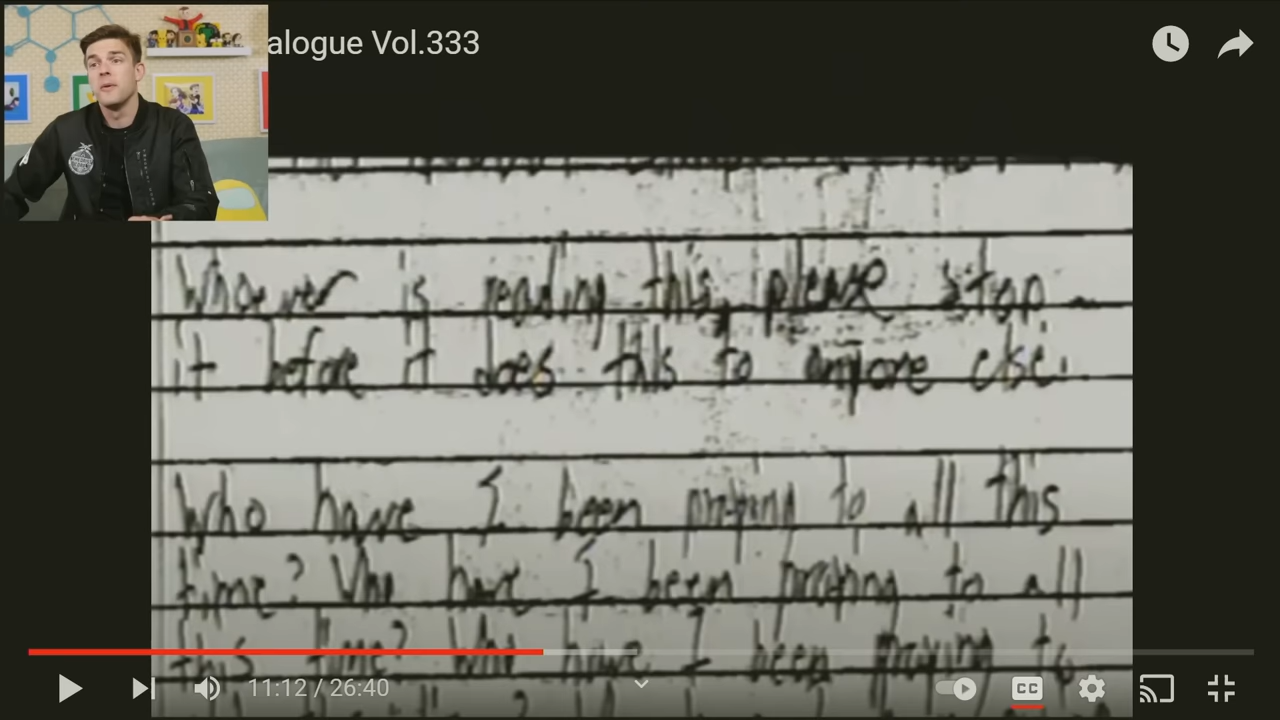 alogue Vol.333
Whoever is reading this, please stop
it before it does this to anyone else.
Who have I been praying to all this
time? Who have I been praying to all
this time? Who have I been praying to
11:12 / 26:40
CC